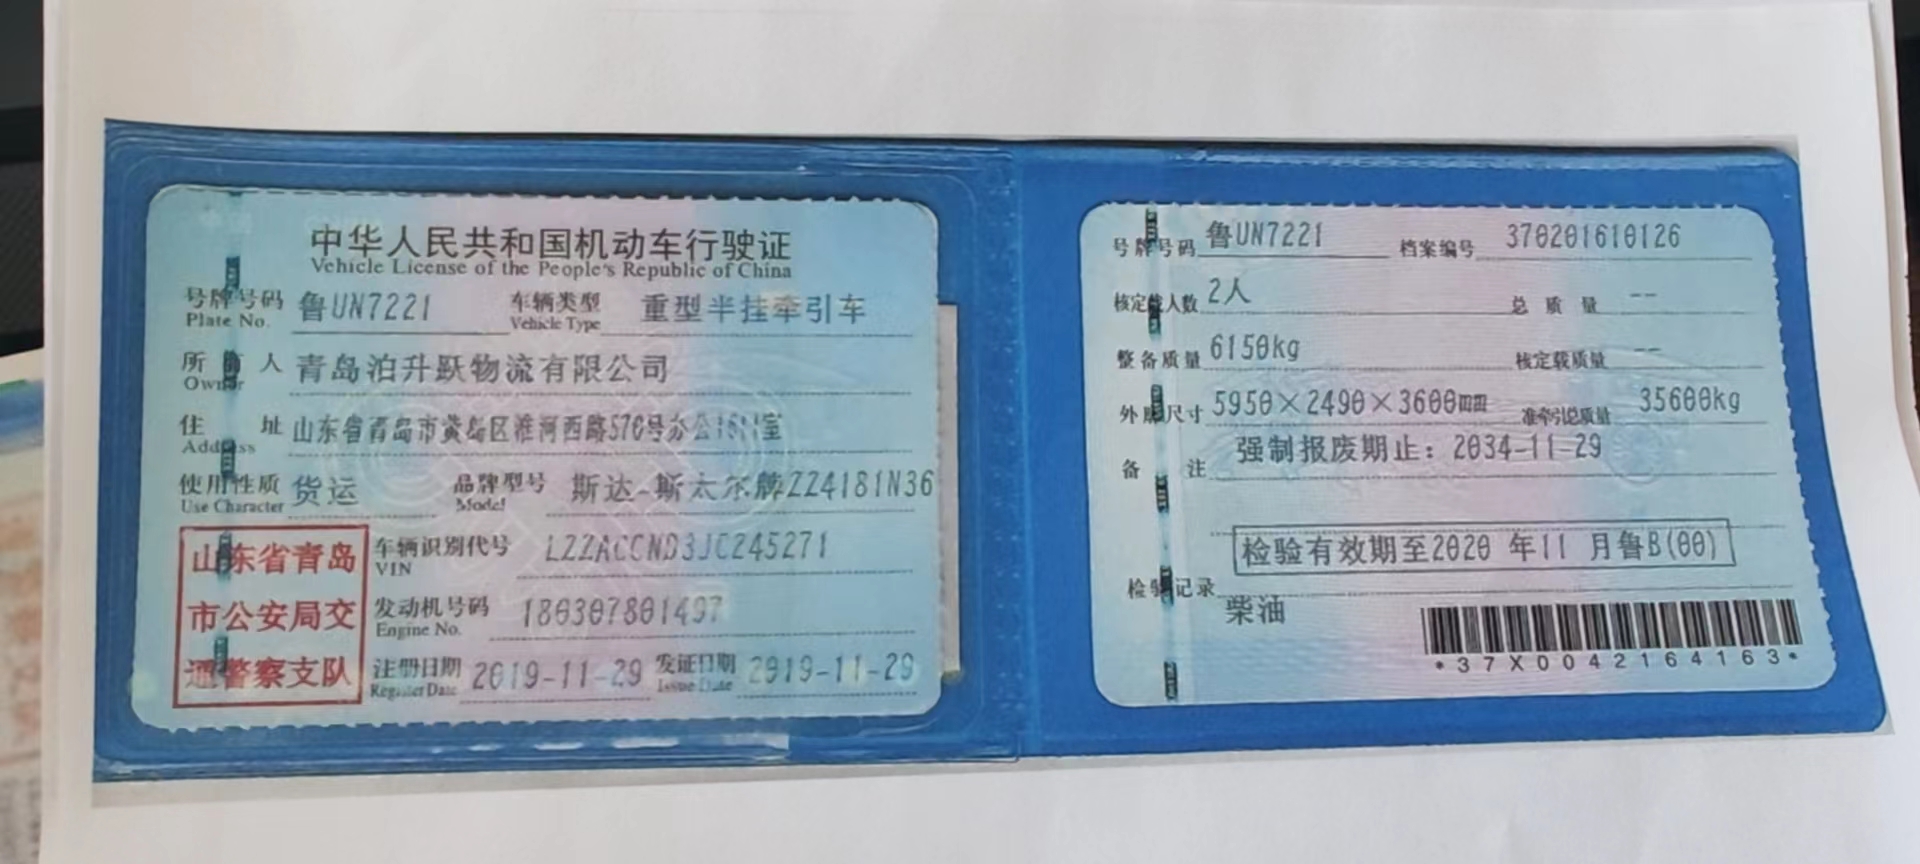 中华人民共和国机动车行驶证
Vehicle License of the People's Republic of China
号牌号码 鲁UN7221 车辆类型 重型半挂牵引车
Plate No. Vehicle Type
所有人 青岛泊升跃物流有限公司
Owner
住址 山东省青岛市黄岛区淮河西路570号办公1611室
Address
使用性质 货运 品牌型号 斯达-斯太尔牌ZZ4181N36
Use Character Model
山东省青岛
市公安局交
通警察支队
车辆识别代号 LZZACCND3JC245271
VIN
发动机号码 180307801497
Engine No.
注册日期 2019-11-29 发证日期 2019-11-29
Register Date Issue Date
号牌号码 鲁UN7221 档案编号 370201610126
核定载人数 2人 总质量 --
整备质量 6150kg 核定载质量 --
外廓尺寸 5950×2490×3600mm 准牵引总质量 35600kg
备注 强制报废期止：2034-11-29
检验有效期至2020 年11 月鲁B(00)
检验记录
柴油
*37X0042164163*